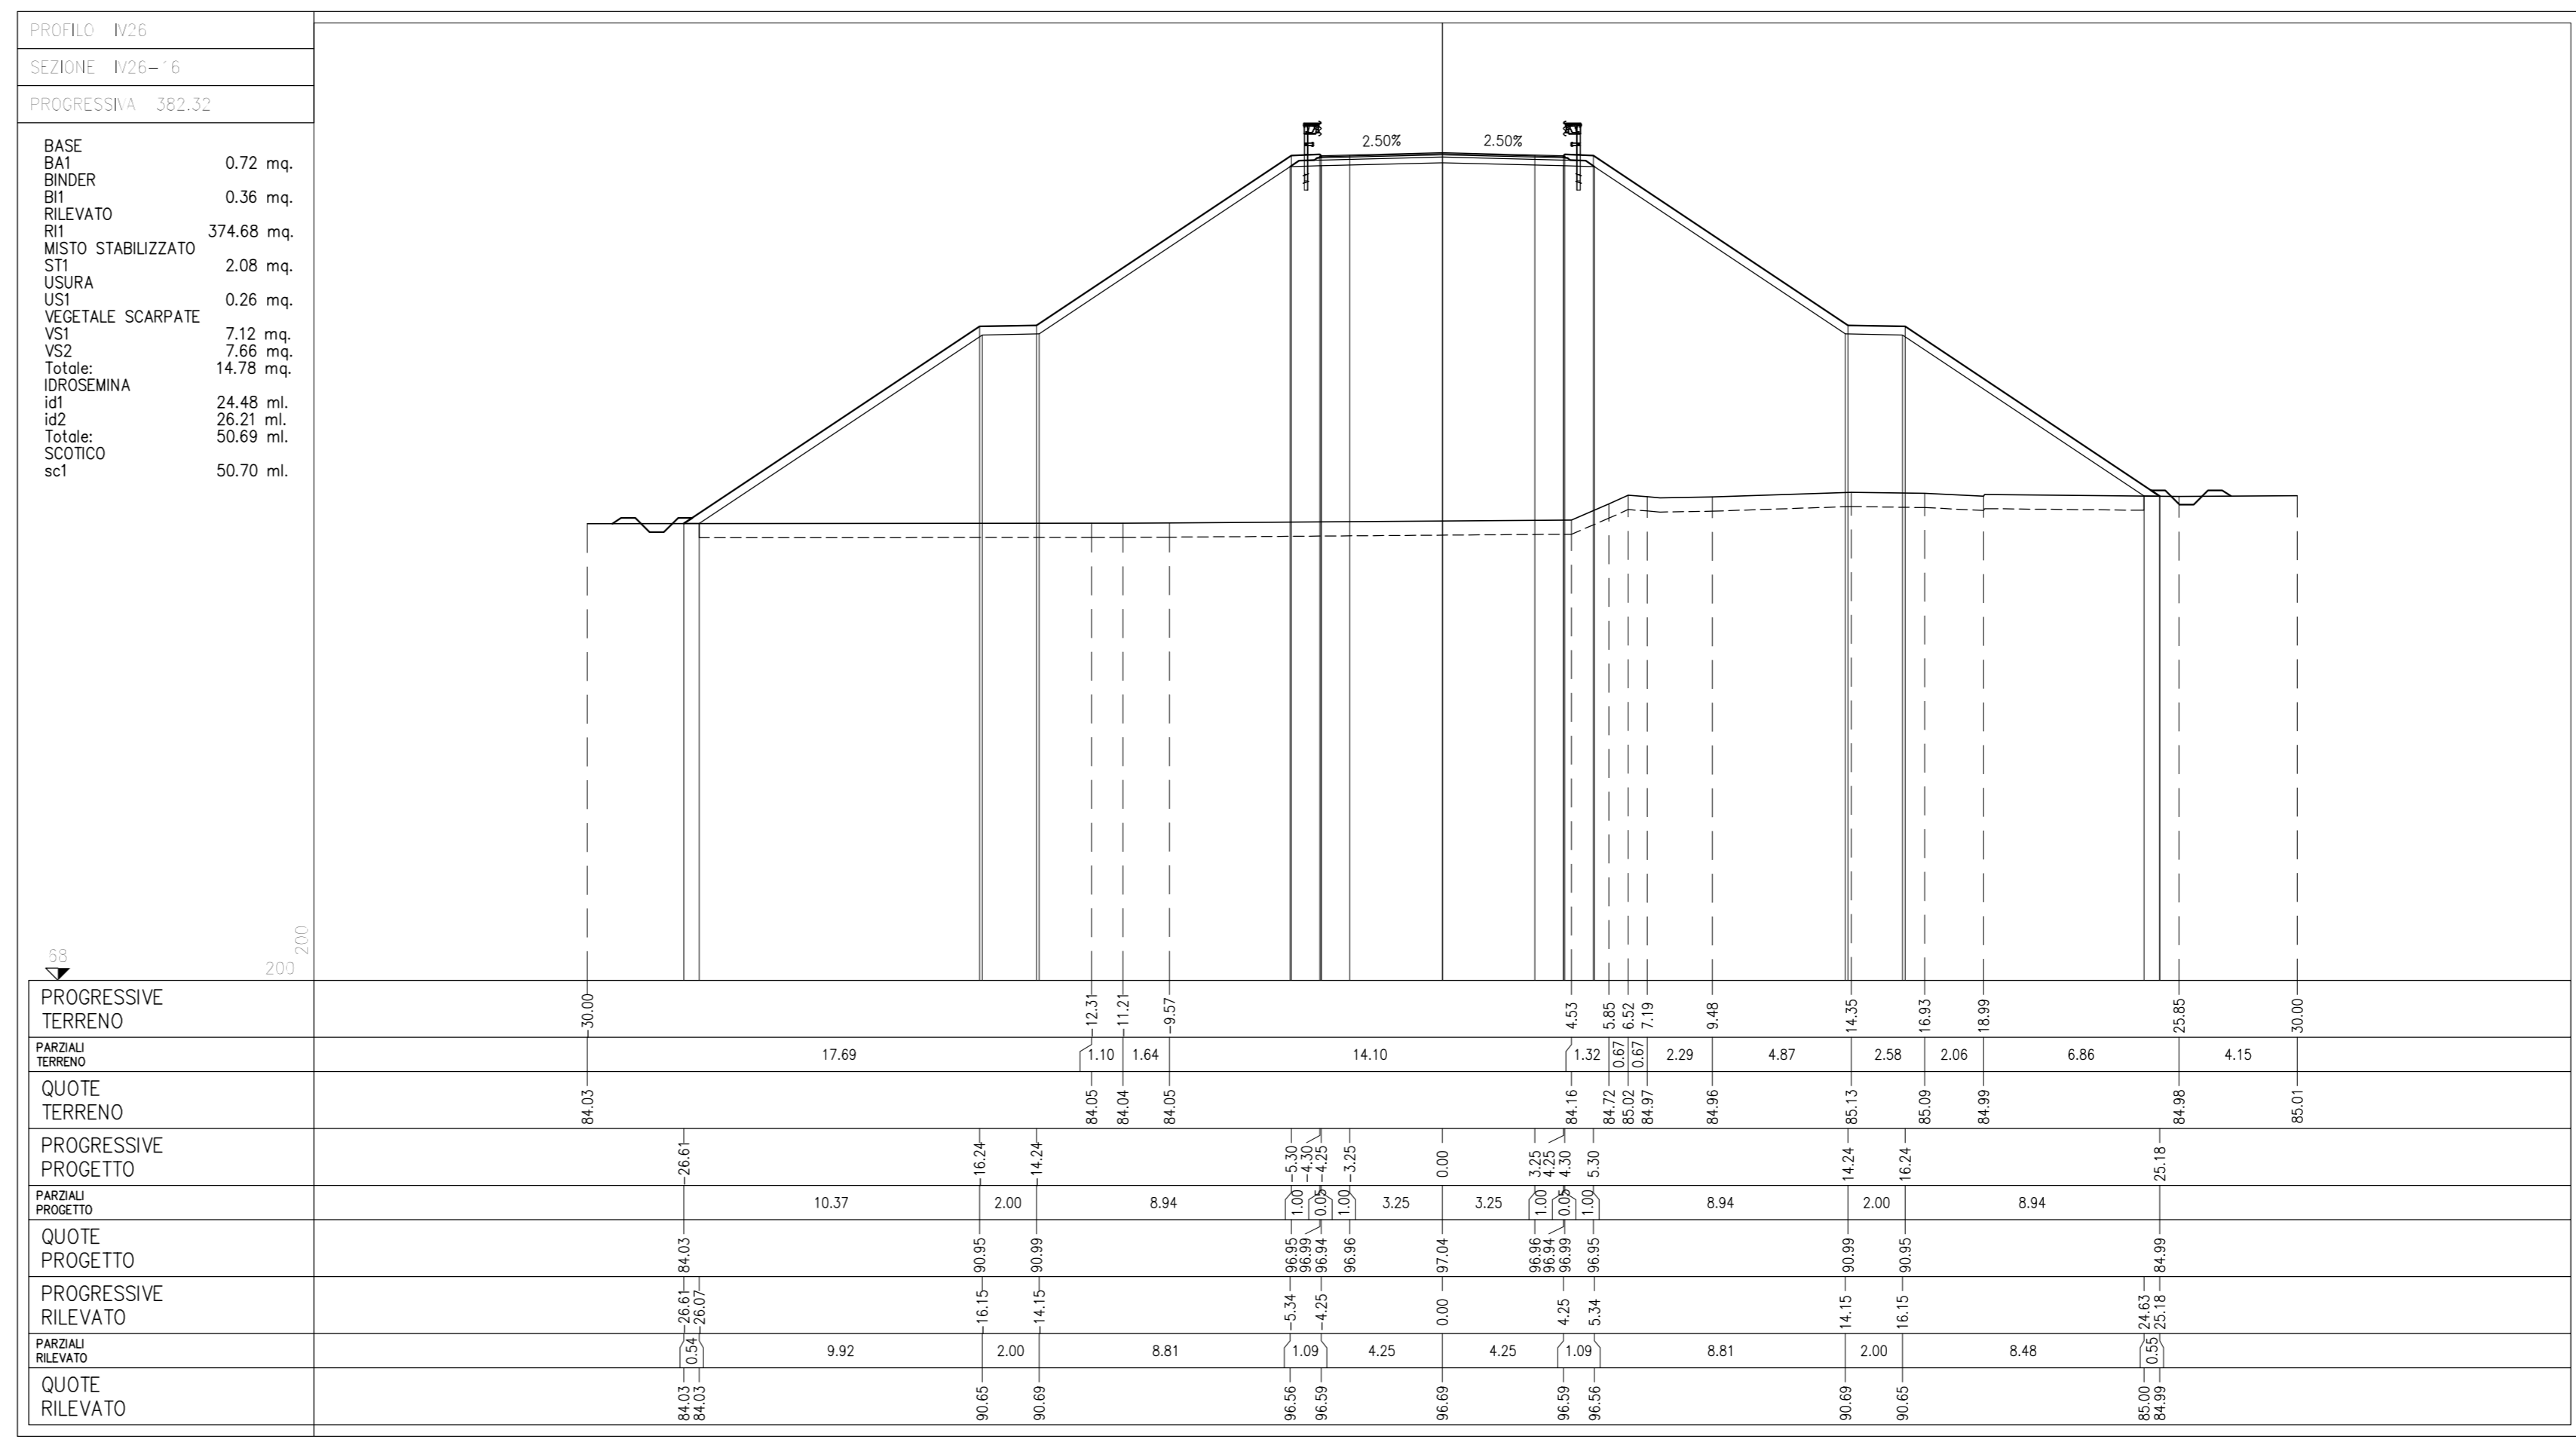 PROFILO IV26
SEZIONE IV26-16
PROGRESSIVA 382.32
BASE
BA1 0.72 mq.
BINDER
BI1 0.36 mq.
RILEVATO
RI1 374.68 mq.
MISTO STABILIZZATO
ST1 2.08 mq.
USURA
US1 0.26 mq.
VEGETALE SCARPATE
VS1 7.12 mq.
VS2 7.66 mq.
Totale: 14.78 mq.
IDROSEMINA
id1 24.48 ml.
id2 26.21 ml.
Totale: 50.69 ml.
SCOTICO
sc1 50.70 ml.
2.50% 2.50%
68 200 200
PROGRESSIVE
TERRENO
-30.00 -12.31 -11.21 -9.57 4.53 5.85 6.52 7.19 9.48 14.35 16.93 18.99 25.85 30.00
PARZIALI
TERRENO
17.69 1.10 1.64 14.10 1.32 0.67 0.67 2.29 4.87 2.58 2.06 6.86 4.15
QUOTE
TERRENO
84.03 84.05 84.04 84.05 84.16 84.72 85.02 84.97 84.96 85.13 85.09 84.99 84.98 85.01
PROGRESSIVE
PROGETTO
-26.61 -16.24 -14.24 -5.30 -4.30 -4.25 -3.25 0.00 3.25 4.25 4.30 5.30 14.24 16.24 25.18
PARZIALI
PROGETTO
10.37 2.00 8.94 1.00 0.05 1.00 3.25 3.25 1.00 0.05 1.00 8.94 2.00 8.94
QUOTE
PROGETTO
84.03 90.95 90.99 96.95 96.99 96.94 96.96 97.04 96.96 96.94 96.99 96.95 90.99 90.95 84.99
PROGRESSIVE
RILEVATO
-26.61 -26.07 -16.15 -14.15 -5.34 -4.25 0.00 4.25 5.34 14.15 16.15 24.63 25.18
PARZIALI
RILEVATO
0.54 9.92 2.00 8.81 1.09 4.25 4.25 1.09 8.81 2.00 8.48 0.55
QUOTE
RILEVATO
84.03 84.03 90.65 90.69 96.56 96.59 96.69 96.59 96.56 90.69 90.65 85.00 84.99